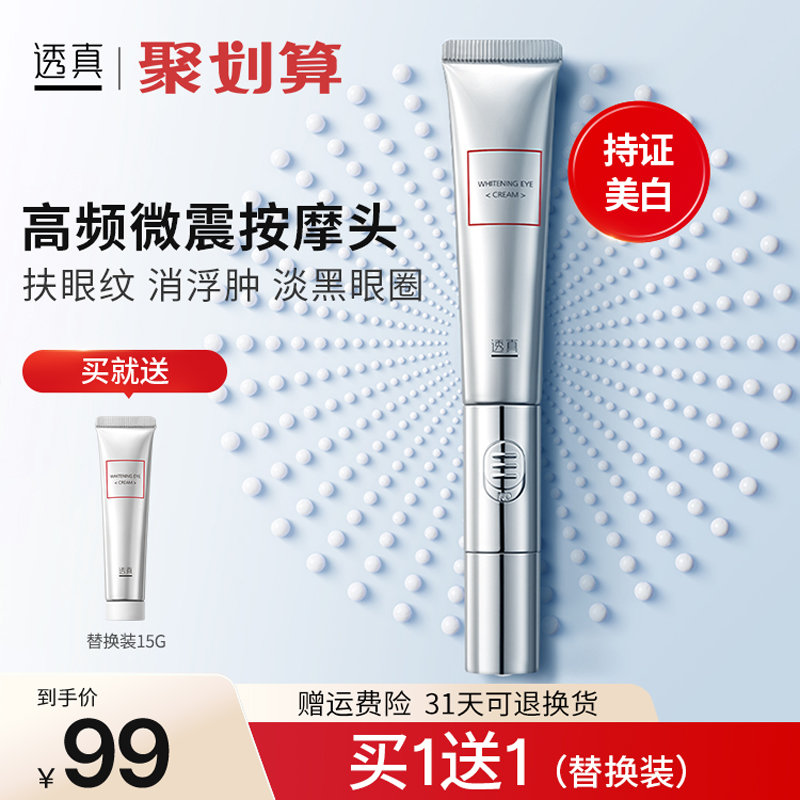 透真 | 聚划算
持证
美白
WHITENING EYE
< CREAM >
高频微震按摩头
扶眼纹 消浮肿 淡黑眼圈
透真
买就送
WHITENING EYE
< CREAM >
透真
替换装15G
到手价
¥99
赠运费险 31天可退换货
买1送1（替换装）